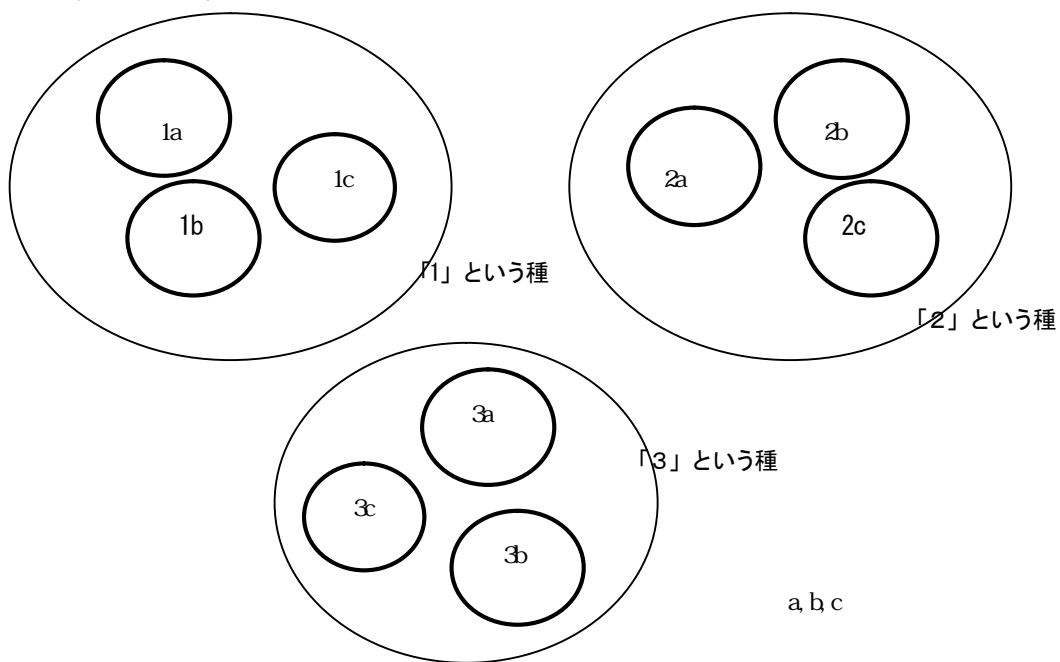 1a
1b
1c
「1」という種
2a
2b
2c
「2」という種
3a
3c
3b
「3」という種
a, b, c